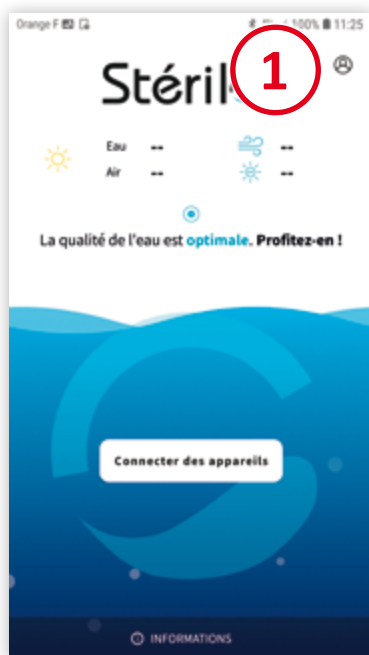 Orange F
100% 11:25
Stéril
1
Eau -- --
Air -- --
La qualité de l'eau est optimale. Profitez-en !
Connecter des appareils
INFORMATIONS